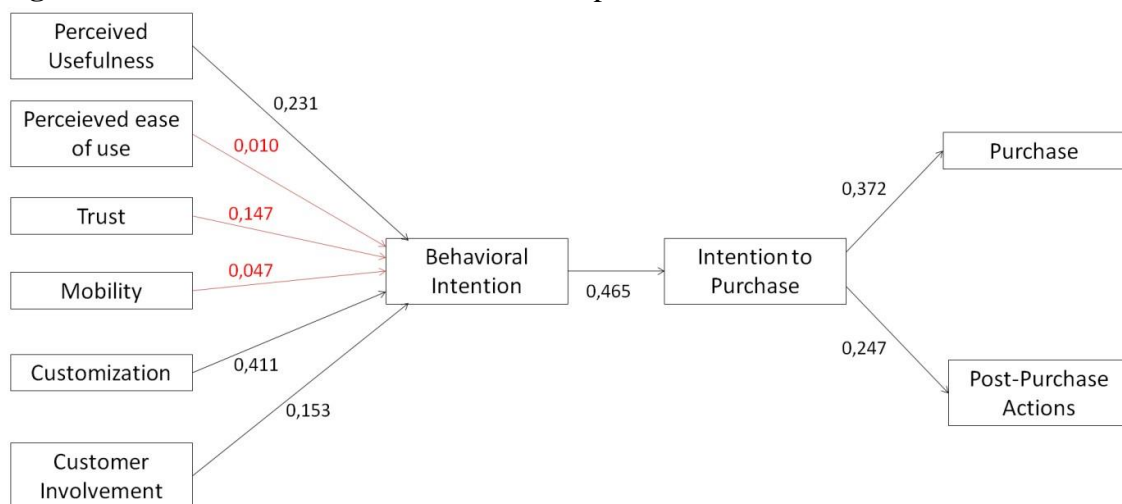 Perceived
Usefulness
0,231
Perceieved ease
of use
0,010
Trust
0,147
Mobility
0,047
Customization
0,411
Customer
Involvement
0,153
Behavioral
Intention
0,465
Intention to
Purchase
0,372
Purchase
0,247
Post-Purchase
Actions